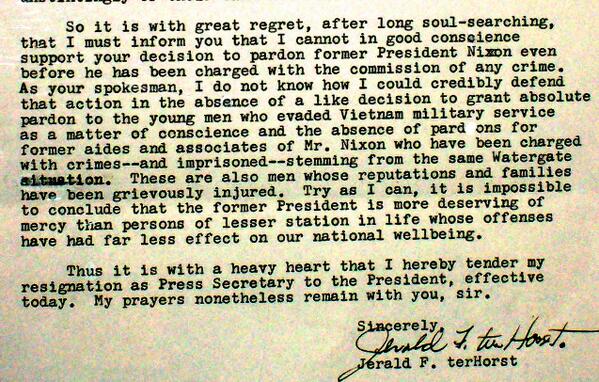 unstintingly of
So it is with great regret, after long soul-searching,
that I must inform you that I cannot in good conscience
support your decision to pardon former President Nixon even
before he has been charged with the commission of any crime.
As your spokesman, I do not know how I could credibly defend
that action in the absence of a like decision to grant absolute
pardon to the young men who evaded Vietnam military service
as a matter of conscience and the absence of pard ons for
former aides and associates of Mr. Nixon who have been charged
with crimes--and imprisoned--stemming from the same Watergate
situation. These are also men whose reputations and families
have been grievously injured. Try as I can, it is impossible
to conclude that the former President is more deserving of
mercy than persons of lesser station in life whose offenses
have had far less effect on our national wellbeing.
Thus it is with a heavy heart that I hereby tender my
resignation as Press Secretary to the President, effective
today. My prayers nonetheless remain with you, sir.
Sincerely,
Jerald F. terHorst.
Jerald F. terHorst